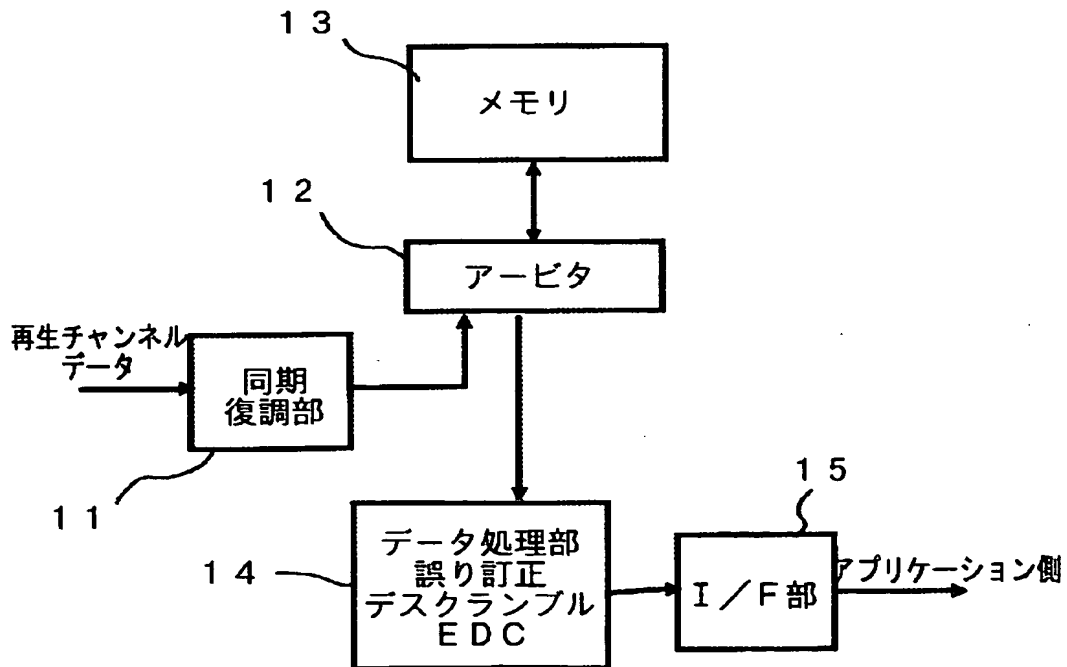 １３
メモリ
１２
アービタ
再生チャンネル
データ
同期
復調部
１１
１５
データ処理部
誤り訂正
デスクランブル
ＥＤＣ
１４
Ｉ／Ｆ部
アプリケーション側